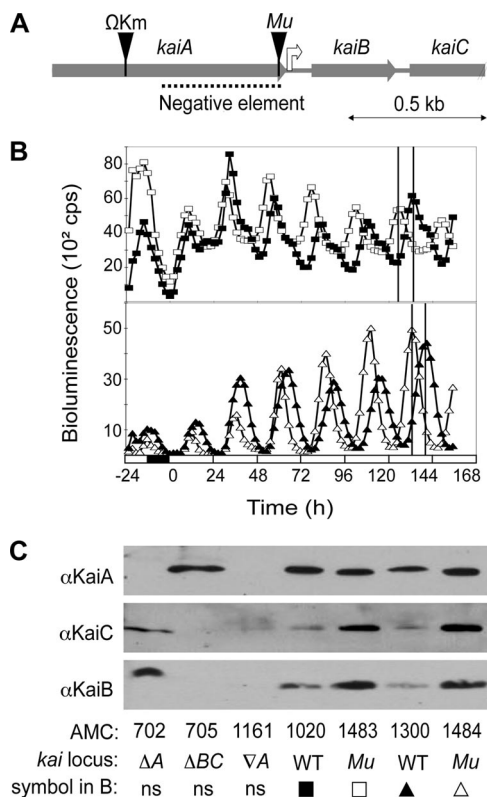 A
ΩKm
Mu
kaiA
kaiB
kaiC
Negative element
0.5 kb
B
Bioluminescence (10² cps)
80
60
40
20
50
30
10
-24 0 24 48 72 96 120 144 168
Time (h)
C
αKaiA
αKaiC
αKaiB
AMC: 702 705 1161 1020 1483 1300 1484
kai locus: ΔA ΔBC ∇A WT Mu WT Mu
symbol in B: ns ns ns ■ □ ▲ △